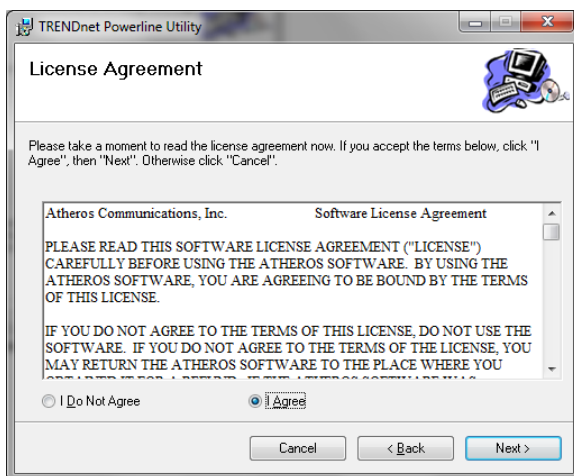 TRENDnet Powerline Utility
License Agreement
Please take a moment to read the license agreement now. If you accept the terms below, click "I
Agree", then "Next". Otherwise click "Cancel".
Atheros Communications, Inc. Software License Agreement
PLEASE READ THIS SOFTWARE LICENSE AGREEMENT ("LICENSE")
CAREFULLY BEFORE USING THE ATHEROS SOFTWARE. BY USING THE
ATHEROS SOFTWARE, YOU ARE AGREEING TO BE BOUND BY THE TERMS
OF THIS LICENSE.
IF YOU DO NOT AGREE TO THE TERMS OF THIS LICENSE, DO NOT USE THE
SOFTWARE. IF YOU DO NOT AGREE TO THE TERMS OF THE LICENSE, YOU
MAY RETURN THE ATHEROS SOFTWARE TO THE PLACE WHERE YOU
I Do Not Agree
I Agree
Cancel
< Back
Next >